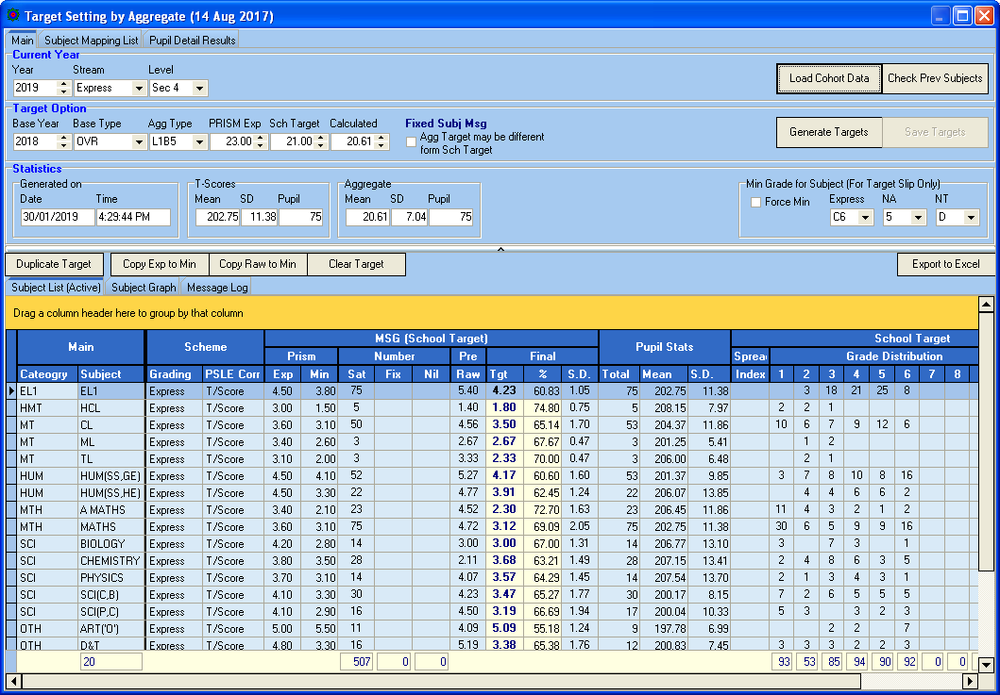 Target Setting by Aggregate (14 Aug 2017)
Main Subject Mapping List Pupil Detail Results
Current Year
Year Stream Level
2019 Express Sec 4 Load Cohort Data Check Prev Subjects
Target Option
Base Year Base Type Agg Type PRISM Exp Sch Target Calculated Fixed Subj Msg
2018 OVR L1B5 23.00 21.00 20.61 Agg Target may be different Generate Targets Save Targets
form Sch Target
Statistics
Generated on T-Scores Aggregate Min Grade for Subject (For Target Slip Only)
Date Time Mean SD Pupil Mean SD Pupil Force Min Express NA NT
30/01/2019 4:29:44 PM 202.75 11.38 75 20.61 7.04 75 C6 5 D
Duplicate Target Copy Exp to Min Copy Raw to Min Clear Target Export to Excel
Subject List (Active) Subject Graph Message Log
Drag a column header here to group by that column
Main Scheme MSG (School Target) Pupil Stats School Target
Prism Number Pre Final Sprea Grade Distribution
Cateogry Subject Grading PSLE Corr Exp Min Sat Fix Nil Raw Tgt % S.D. Total Mean S.D. Index 1 2 3 4 5 6 7 8
EL1 EL1 Express T/Score 4.50 3.80 75 5.40 4.23 60.83 1.05 75 202.75 11.38 3 18 21 25 8
HMT HCL Express T/Score 3.00 1.50 5 1.40 1.80 74.80 0.75 5 208.15 7.97 2 2 1
MT CL Express T/Score 3.60 3.10 50 4.56 3.50 65.14 1.70 53 204.37 11.86 10 6 7 9 12 6
MT ML Express T/Score 3.40 2.60 3 2.67 2.67 67.67 0.47 3 201.25 5.41 1 2
MT TL Express T/Score 3.10 2.00 3 3.33 2.33 70.00 0.47 3 206.00 6.48 2 1
HUM HUM(SS,GE) Express T/Score 4.50 4.10 52 5.27 4.17 60.60 1.60 53 201.37 9.85 3 7 8 10 8 16
HUM HUM(SS,HE) Express T/Score 4.50 3.30 22 4.77 3.91 62.45 1.24 22 206.07 13.85 4 4 6 6 2
MTH A MATHS Express T/Score 3.40 2.10 23 4.52 2.30 72.70 1.63 23 206.45 11.86 11 4 3 2 1 2
MTH MATHS Express T/Score 3.60 3.10 75 4.72 3.12 69.09 2.05 75 202.75 11.38 30 6 5 9 9 16
SCI BIOLOGY Express T/Score 4.20 2.80 14 3.00 3.00 67.00 1.31 14 206.77 13.10 3 7 3 1
SCI CHEMISTRY Express T/Score 3.80 3.50 28 2.11 3.68 63.21 1.49 28 207.15 13.41 2 4 8 6 3 5
SCI PHYSICS Express T/Score 3.70 3.10 14 4.07 3.57 64.29 1.45 14 207.54 13.70 2 1 3 4 3 1
SCI SCI(C,B) Express T/Score 4.10 3.30 30 4.23 3.47 65.27 1.77 30 200.17 8.15 7 2 6 5 5 5
SCI SCI(P,C) Express T/Score 4.10 2.90 16 4.50 3.19 66.69 1.94 17 200.04 10.33 5 3 3 2 3
OTH ART('O') Express T/Score 5.00 5.50 11 4.09 5.09 55.18 1.24 9 197.78 6.99 2 2 7
OTH D&T Express T/Score 4.80 3.30 16 5.19 3.38 65.38 1.76 12 200.83 7.45 3 3 3 2 2 3
20 507 0 0 93 53 85 94 90 92 0 0